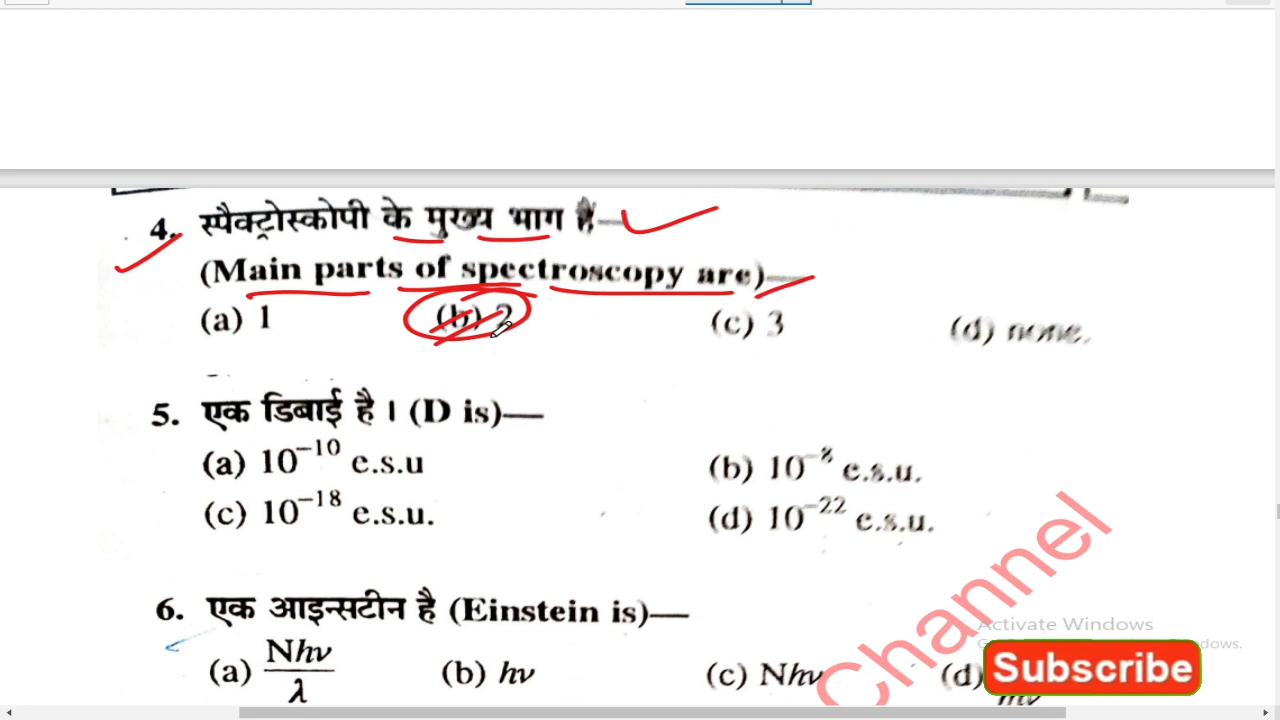 4. स्पैक्ट्रोस्कोपी के मुख्य भाग हैं—
(Main parts of spectroscopy are)—
(a) 1 (b) 2 (c) 3 (d) none.
5. एक डिबाई है। (D is)—
(a) 10⁻¹⁰ e.s.u (b) 10⁻⁸ e.s.u.
(c) 10⁻¹⁸ e.s.u. (d) 10⁻²² e.s.u.
6. एक आइन्सटीन है (Einstein is)—
(a) Nhν/λ (b) hν (c) Nhν (d)
Channel
Activate Windows
Subscribe